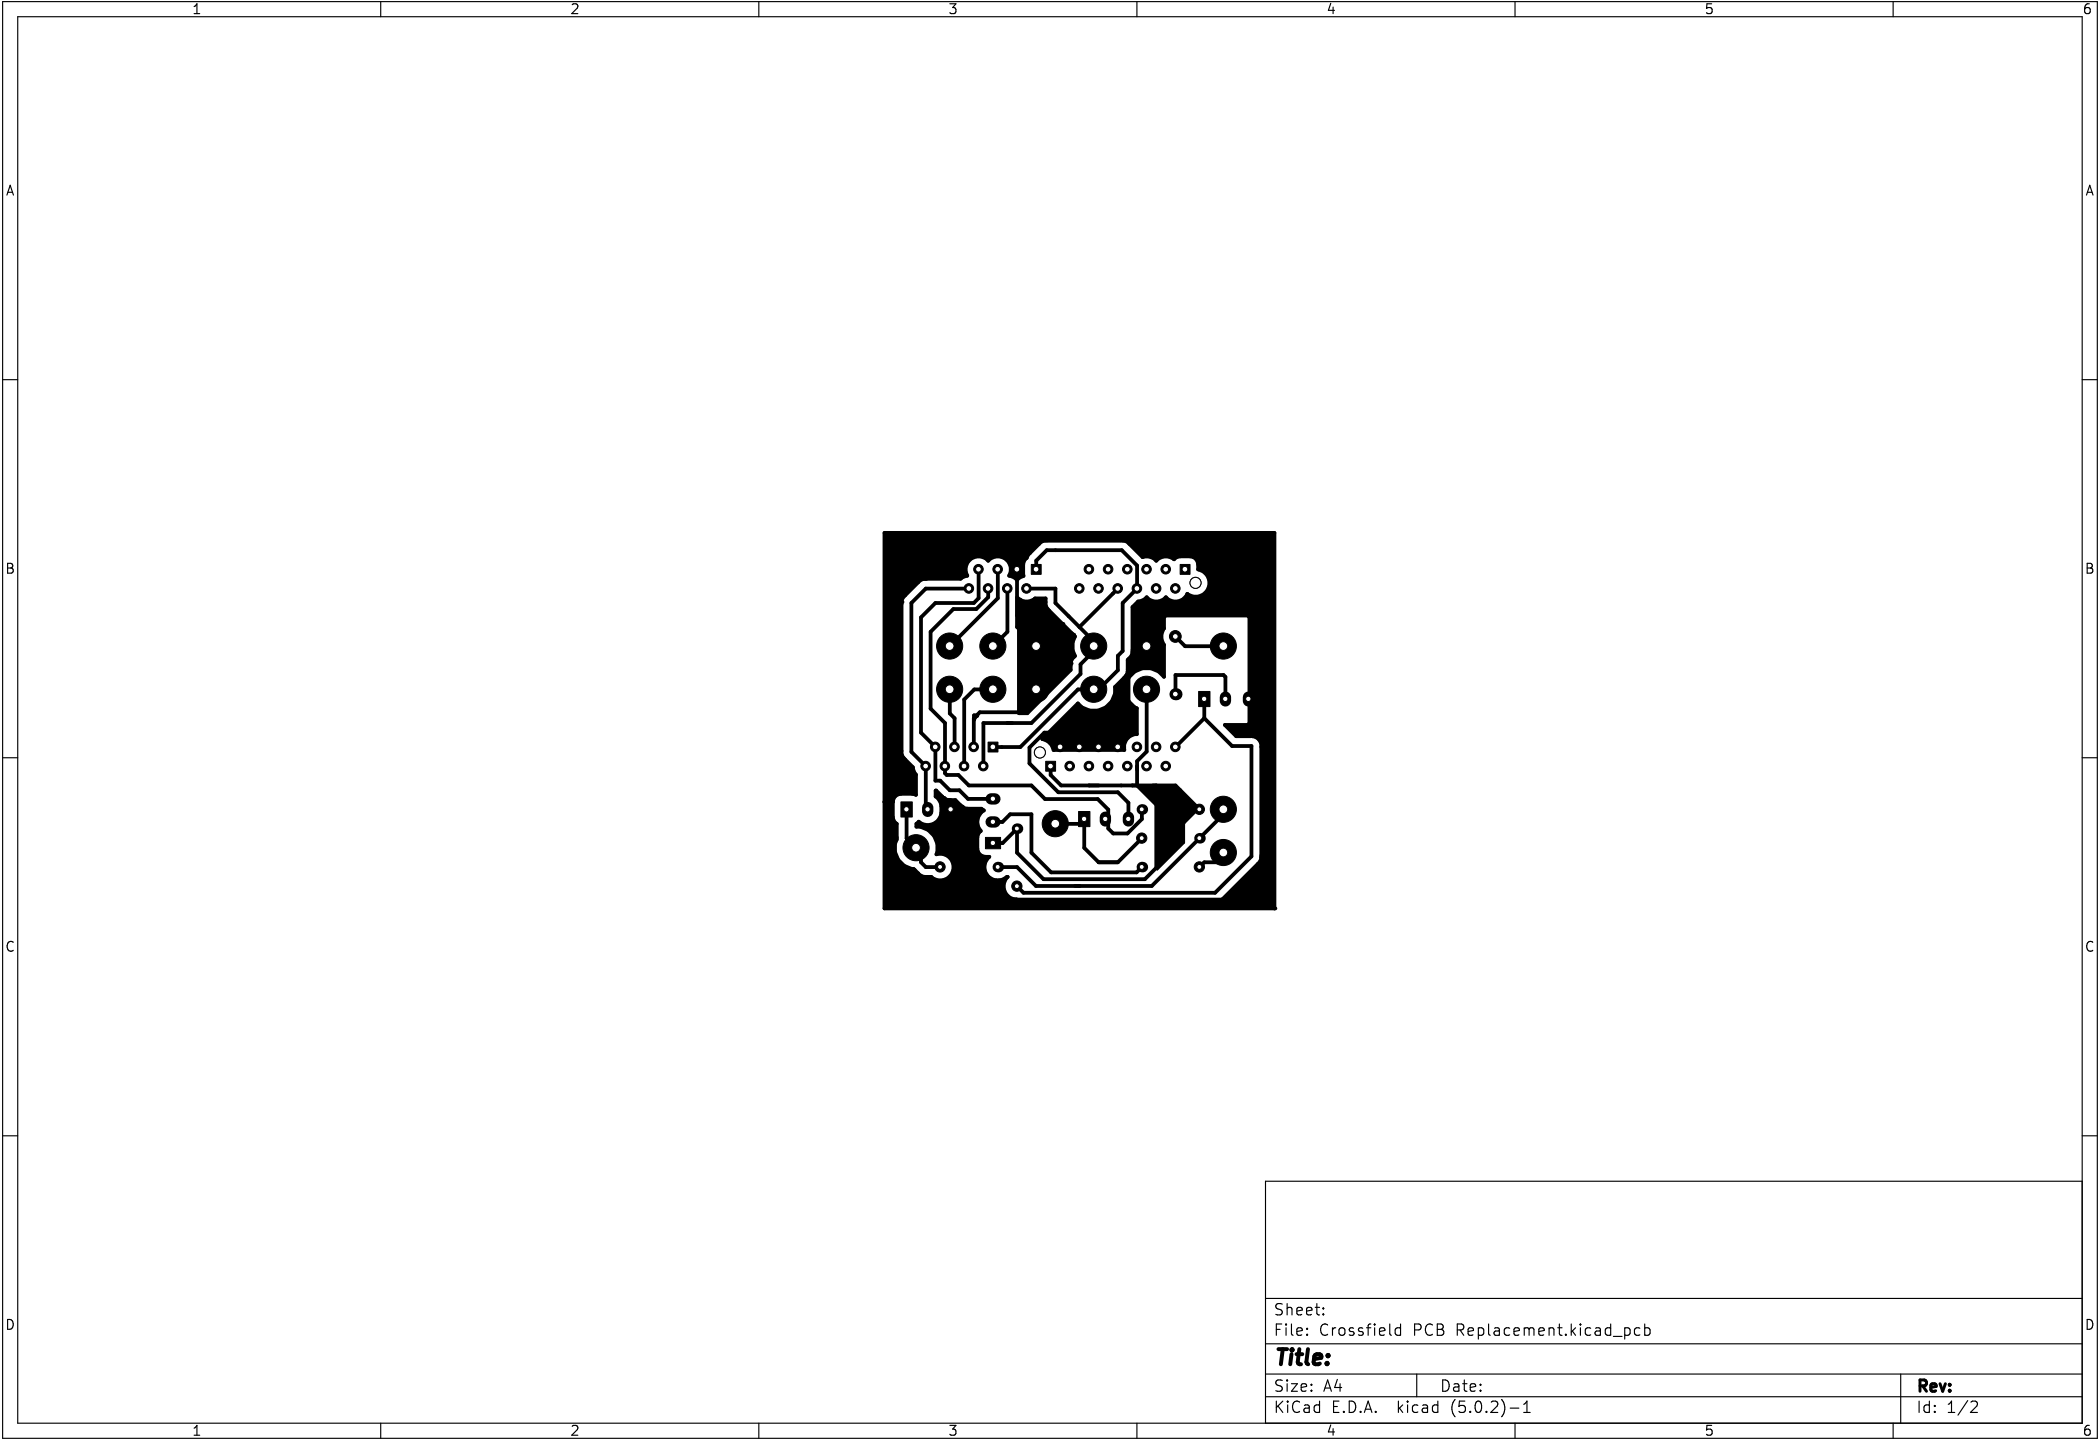 1 2 3 4 5 6
A A
B B
C C
D D
Sheet:
File: Crossfield PCB Replacement.kicad_pcb
Title:
Size: A4 Date: Rev:
KiCad E.D.A. kicad (5.0.2)-1 Id: 1/2
1 2 3 4 5 6